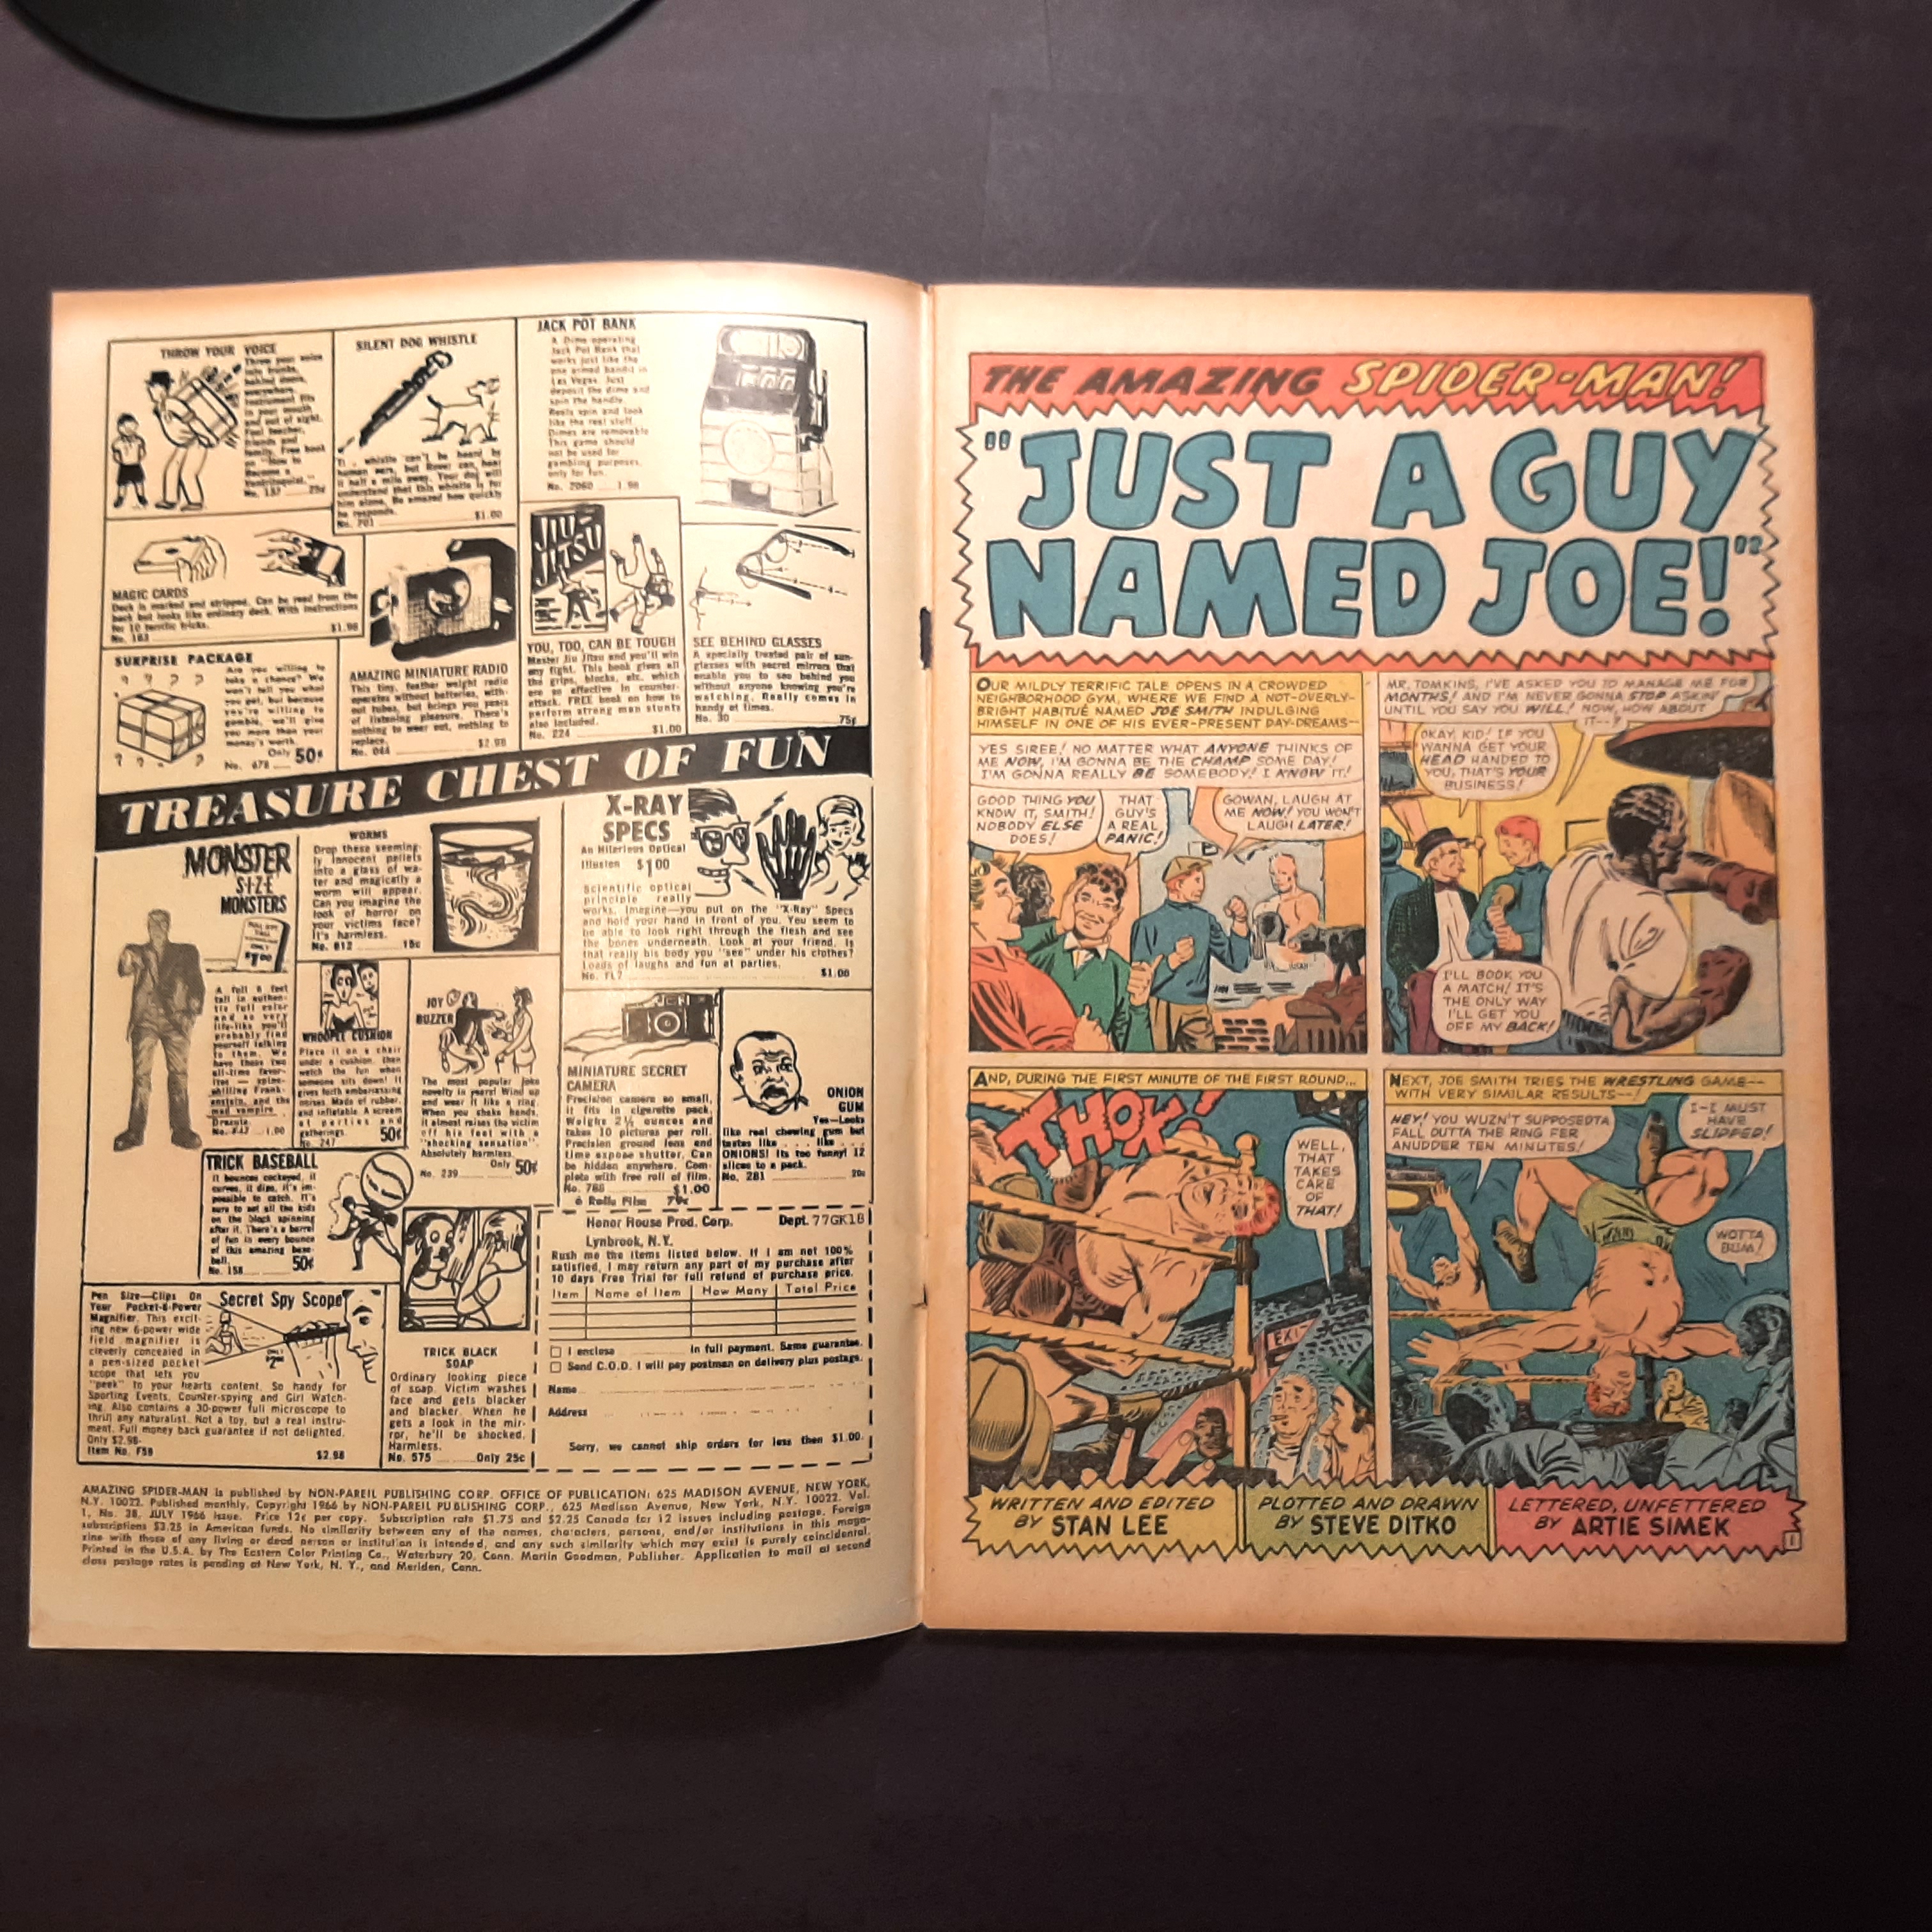 THROW YOUR VOICE
Throw your voice
into trunks,
behind doors,
everywhere.
Instrument fits
in your mouth
and out of sight.
Fool teacher,
friends and
family. Free book
on "How to
Become a
Ventriloquist."
No. 137 25¢
SILENT DOG WHISTLE
whistle can't be heard by
human ears, but Rover can hear
it half a mile away. Your dog will
understand that this whistle is for
him alone. Be amazed how quickly
he responds.
No. 701 $1.00
JACK POT BANK
A Dime operating
Jack Pot Bank that
works just like the
one armed bandit in
Las Vegas. Just
deposit the dime and
spin the handle.
Reels spin and look
like the real stuff.
Dimes are removable
This game should
not be used for
gambling purposes,
only for fun.
No. 2060 1.98
MAGIC CARDS
Deck is marked and stripped. Can be read from the
back but looks like ordinary deck. With instructions
for 10 terrific tricks.
No. 163 $1.98
SURPRISE PACKAGE
Are you willing to
take a chance? We
won't tell you what
you get, but because
you're willing to
gamble, we'll give
you more than your
money's worth.
Only 50¢
No. 678
AMAZING MINIATURE RADIO
This tiny, feather weight radio
operates without batteries, with-
out tubes, but brings you years
of listening pleasure. There's
nothing to wear out, nothing to
replace.
No. 044 $2.98
JIU JITSU
YOU, TOO, CAN BE TOUGH
Master Jiu Jitsu and you'll win
any fight. This book gives all
the grips, blocks, etc. which
are so effective in counter-
attack. FREE book on how to
perform strong man stunts
also included.
No. 224 $1.00
SEE BEHIND GLASSES
A specially treated pair of sun-
glasses with secret mirrors that
enable you to see behind you
without anyone knowing you're
watching. Really comes in
handy at times.
No. 30 75¢
TREASURE CHEST OF FUN
MONSTER
SIZE
MONSTERS
ONLY
$1.00
A full 6 feet
tall in authen-
tic full color
and so very
life-like you'll
probably find
yourself talking
to them. We
have these two
all-time favor-
ites — spine-
chilling Frank-
enstein, and the
mad vampire
Dracula.
1.00
WORMS
Drop these seeming-
ly innocent pellets
into a glass of wa-
ter and magically a
worm will appear.
Can you imagine the
look of horror on
your victims face?
It's harmless.
No. 812 15¢
X-RAY
SPECS
An Hilarious Optical
Illusion $1.00
Scientific optical
principle really
works. Imagine—you put on the "X-Ray" Specs
and hold your hand in front of you. You seem to
be able to look right through the flesh and see
the bones underneath. Look at your friend. Is
that really his body you "see" under his clothes?
Loads of laughs and fun at parties.
No. FL7 $1.00
WHOOPEE CUSHION
Place it on a chair
under a cushion, then
watch the fun when
someone sits down! It
gives forth embarrassing
noises. Made of rubber,
and inflatable. A scream
at parties and
gatherings.
No. 247 50¢
JOY
BUZZER
The most popular joke
novelty in years! Wind up
and wear it like a ring.
When you shake hands,
it almost raises the victim
off his feet with a
"shocking sensation".
Absolutely harmless.
Only 50¢
No. 239
MINIATURE SECRET
CAMERA
Precision camera so small,
it fits in cigarette pack.
Weighs 2½ ounces and
takes 10 pictures per roll.
Precision ground lens and
time expose shutter. Can
be hidden anywhere. Com-
plete with free roll of film.
No. 786 $1.00
6 Rolls Film 79¢
ONION
GUM
Yes—Looks
like real chewing gum but
tastes like . . . like . . .
ONIONS! Its too funny! 12
slices to a pack.
No. 281 20¢
TRICK BASEBALL
It bounces cockeyed, it
curves, it dips, it's im-
possible to catch. It's
sure to set all the kids
on the block spinning
after it. There's a barrel
of fun in every bounce
of this amazing base-
ball.
No. 158 50¢
Pen Size—Clips On
Your Pocket-6-Power
Magnifier. This excit-
ing new 6-power wide
field magnifier is
cleverly concealed in
a pen-sized pocket
scope that lets you
"peek" to your hearts content. So handy for
Sporting Events, Counter-spying and Girl Watch-
ing. Also contains a 30-power full microscope to
thrill any naturalist. Not a toy, but a real instru-
ment. Full money back guarantee if not delighted.
Only $2.98.
Item No. F58 $2.98
Secret Spy Scope
ONLY
$2.98
TRICK BLACK
SOAP
Ordinary looking piece
of soap. Victim washes
face and gets blacker
and blacker. When he
gets a look in the mir-
ror, he'll be shocked.
Harmless.
No. 575 Only 25c
Honor House Prod. Corp. Dept. 77GK18
Lynbrook, N.Y.
Rush me the items listed below. If I am not 100%
satisfied, I may return any part of my purchase after
10 days Free Trial for full refund of purchase price.
Item Name of Item How Many Total Price
I enclose in full payment. Same guarantee.
Send C.O.D. I will pay postman on delivery plus postage.
Name
Address
Sorry, we cannot ship orders for less then $1.00.
AMAZING SPIDER-MAN is published by NON-PAREIL PUBLISHING CORP. OFFICE OF PUBLICATION: 625 MADISON AVENUE, NEW YORK,
N.Y. 10022. Published monthly. Copyright 1966 by NON-PAREIL PUBLISHING CORP., 625 Madison Avenue, New York, N.Y. 10022. Vol.
1, No. 38, JULY 1966 issue. Price 12¢ per copy. Subscription rate $1.75 and $2.25 Canada for 12 issues including postage. Foreign
subscriptions $3.25 in American funds. No similarity between any of the names, characters, persons, and/or institutions in this maga-
zine with those of any living or dead person or institution is intended, and any such similarity which may exist is purely coincidental.
Printed in the U.S.A. by The Eastern Color Printing Co., Waterbury 20, Conn. Martin Goodman, Publisher. Application to mail at second
class postage rates is pending at New York, N. Y., and Meriden, Conn.
THE AMAZING SPIDER-MAN!
"JUST A GUY
NAMED JOE!"
OUR MILDLY TERRIFIC TALE OPENS IN A CROWDED
NEIGHBORHOOD GYM, WHERE WE FIND A NOT-OVERLY-
BRIGHT HABITUÉ NAMED JOE SMITH INDULGING
HIMSELF IN ONE OF HIS EVER-PRESENT DAY-DREAMS—
YES SIREE! NO MATTER WHAT ANYONE THINKS OF
ME NOW, I'M GONNA BE THE CHAMP SOME DAY!
I'M GONNA REALLY BE SOMEBODY! I KNOW IT!
GOOD THING YOU
KNOW IT, SMITH!
NOBODY ELSE
DOES!
THAT
GUY'S
A REAL
PANIC!
GOWAN, LAUGH AT
ME NOW! YOU WON'T
LAUGH LATER!
MR. TOMKINS, I'VE ASKED YOU TO MANAGE ME FOR
MONTHS! AND I'M NEVER GONNA STOP ASKIN'
UNTIL YOU SAY YOU WILL! NOW, HOW ABOUT
IT--?
OKAY, KID! IF YOU
WANNA GET YOUR
HEAD HANDED TO
YOU, THAT'S YOUR
BUSINESS!
I'LL BOOK YOU
A MATCH! IT'S
THE ONLY WAY
I'LL GET YOU
OFF MY BACK!
AND, DURING THE FIRST MINUTE OF THE FIRST ROUND...
THOK!
WELL,
THAT
TAKES
CARE
OF
THAT!
EXI
NEXT, JOE SMITH TRIES THE WRESTLING GAME--
WITH VERY SIMILAR RESULTS--!
HEY! YOU WUZN'T SUPPOSEDTA
FALL OUTTA THE RING FER
ANUDDER TEN MINUTES!
I-I MUST
HAVE
SLIPPED!
WOTTA
BUM!
WRITTEN AND EDITED
BY STAN LEE
PLOTTED AND DRAWN
BY STEVE DITKO
LETTERED, UNFETTERED
BY ARTIE SIMEK
1